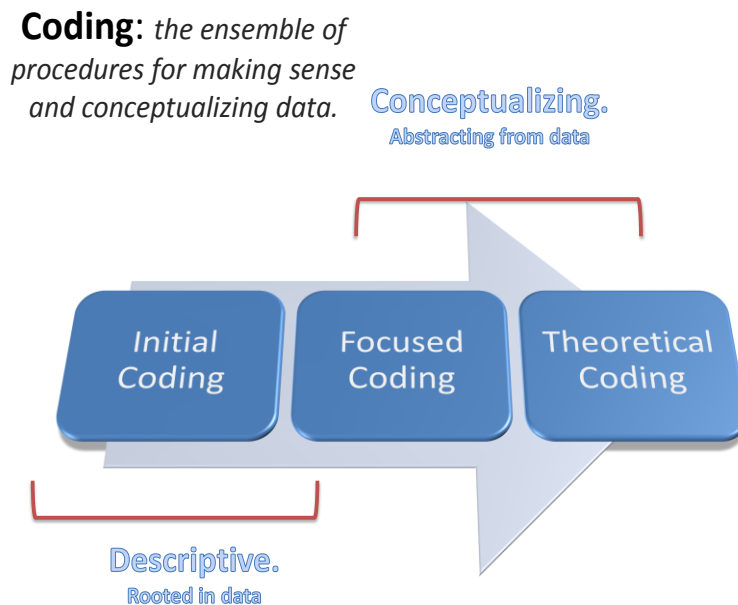 Coding: the ensemble of
procedures for making sense
and conceptualizing data.
Conceptualizing.
Abstracting from data
Initial
Coding
Focused
Coding
Theoretical
Coding
Descriptive.
Rooted in data